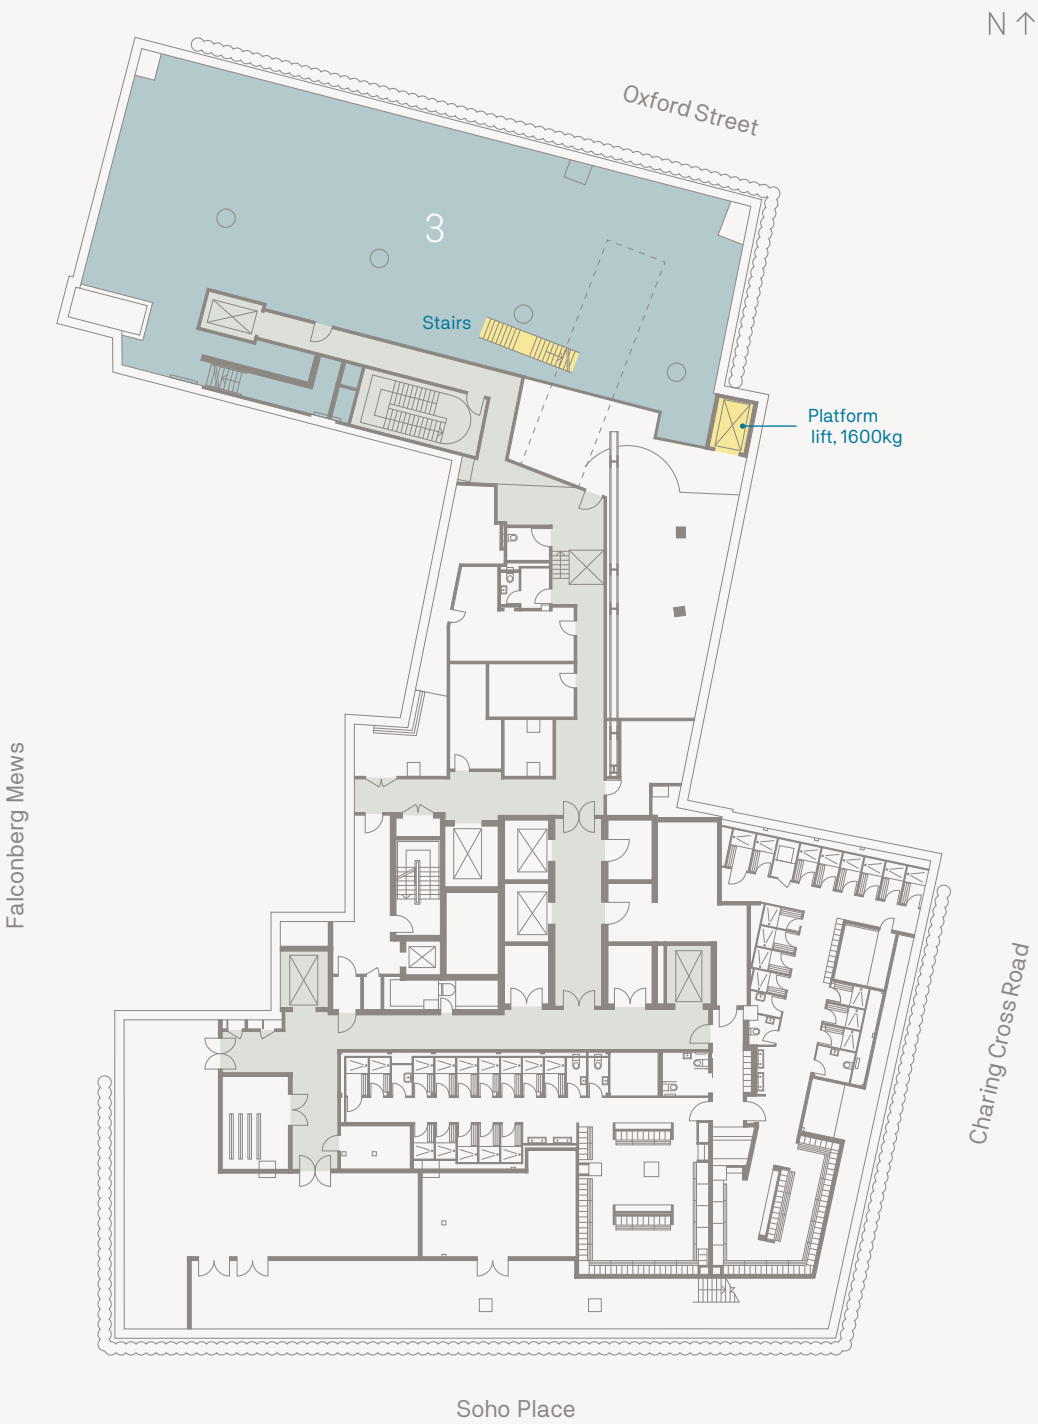 N ↑
Oxford Street
3
Stairs
Platform
lift, 1600kg
Falconberg Mews
Charing Cross Road
Soho Place